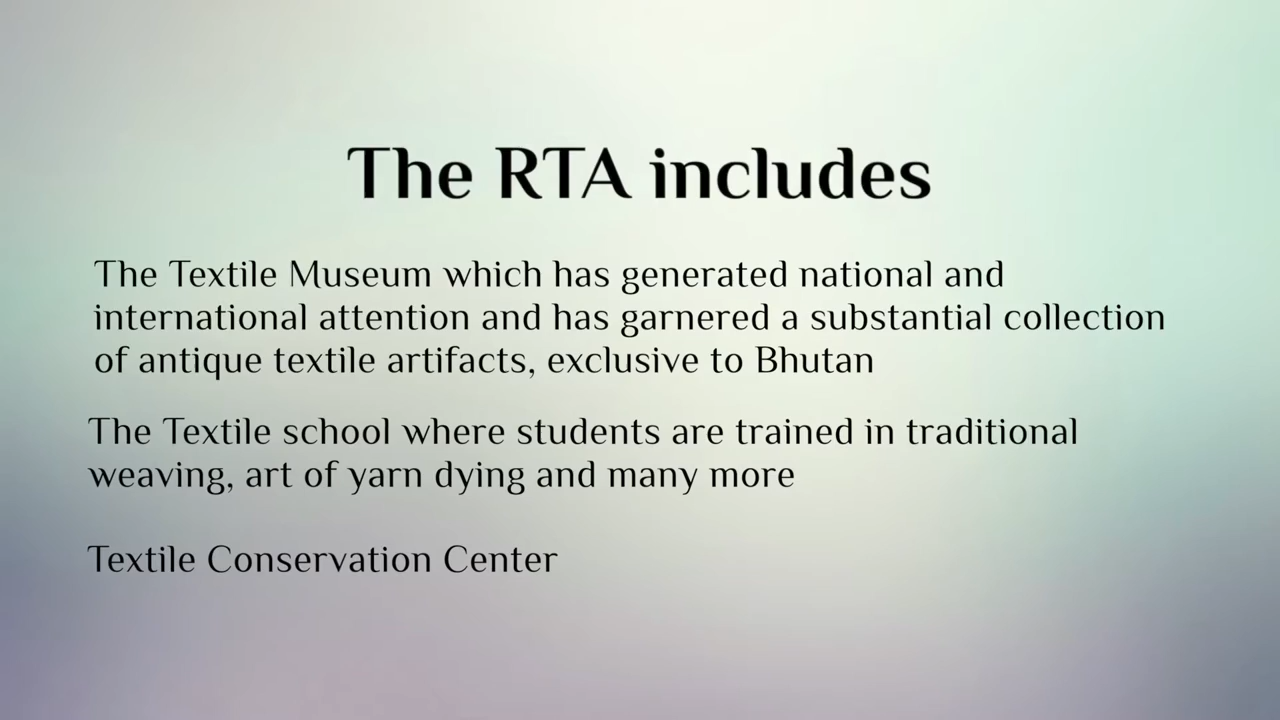 The RTA includes
The Textile Museum which has generated national and
international attention and has garnered a substantial collection
of antique textile artifacts, exclusive to Bhutan
The Textile school where students are trained in traditional
weaving, art of yarn dying and many more
Textile Conservation Center